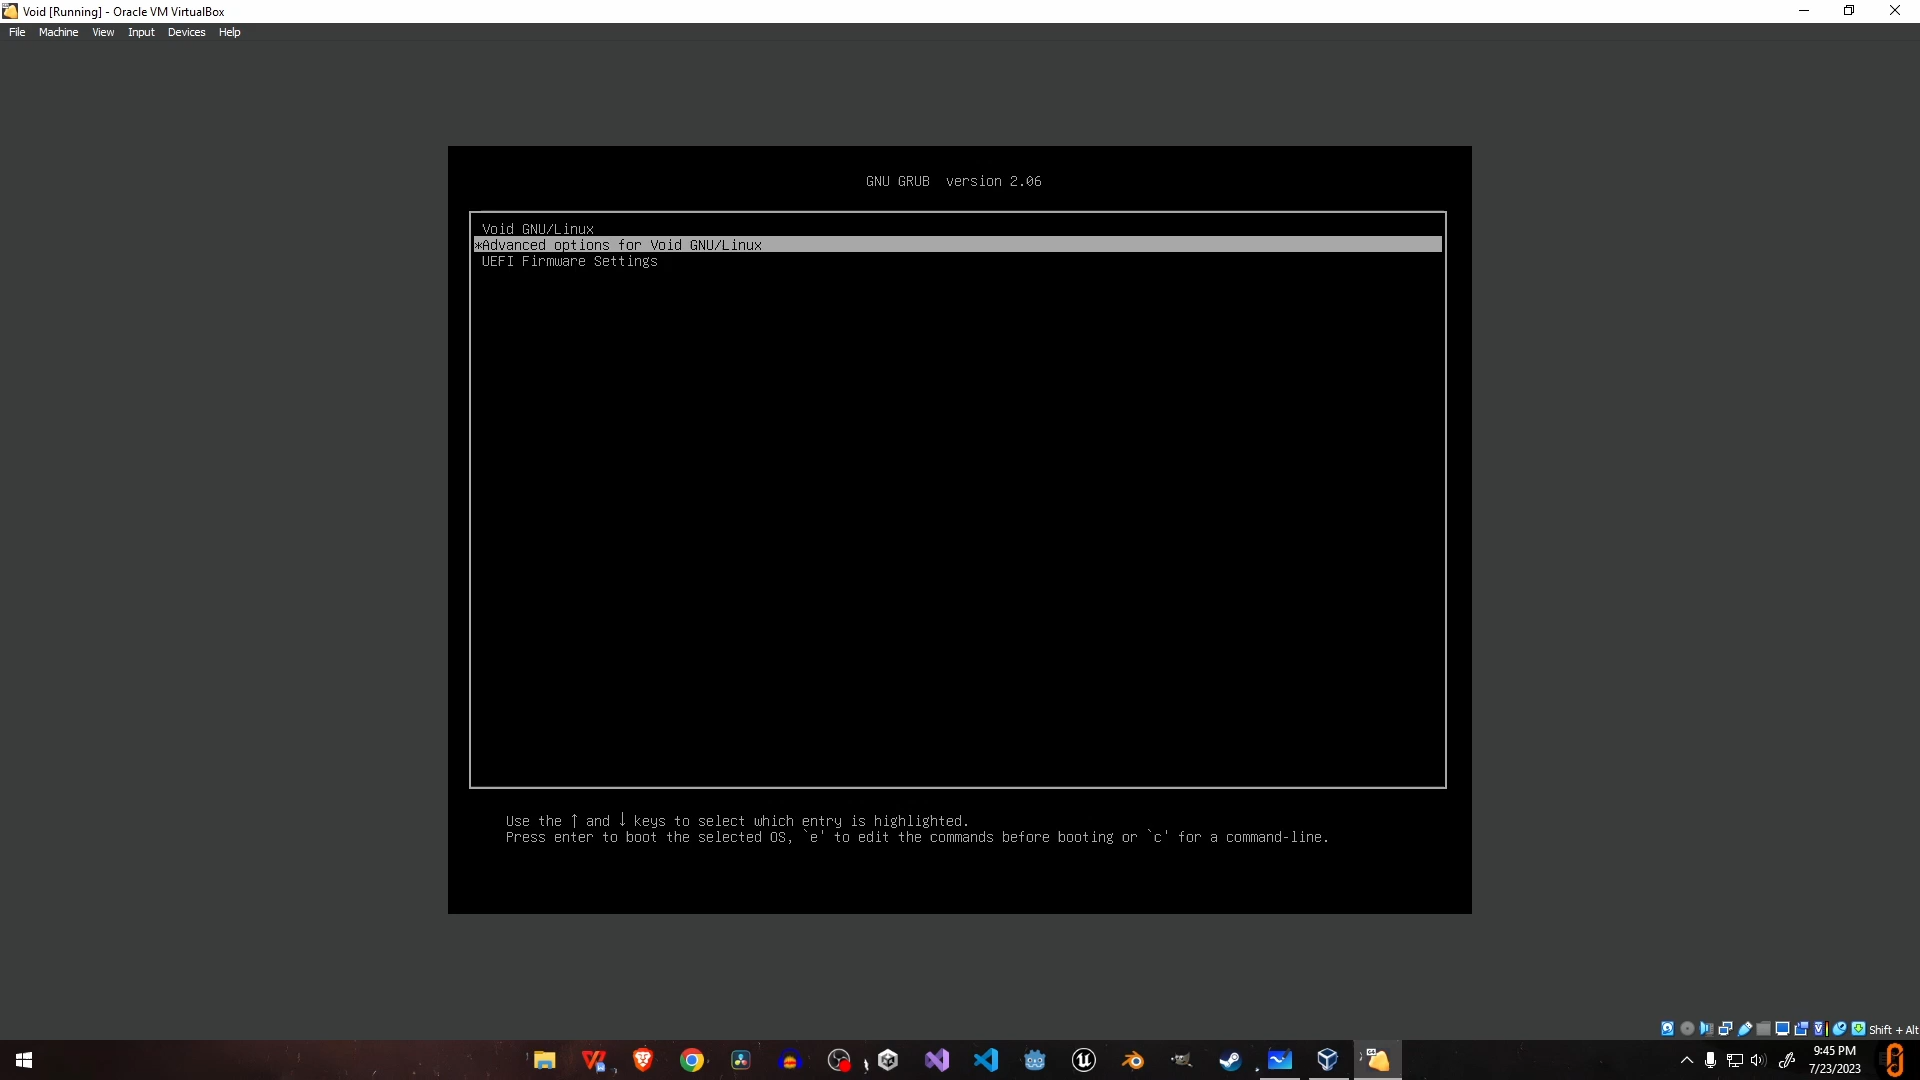 Void [Running] - Oracle VM VirtualBox
File Machine View Input Devices Help
GNU GRUB version 2.06
Void GNU/Linux
*Advanced options for Void GNU/Linux
UEFI Firmware Settings
Use the ↑ and ↓ keys to select which entry is highlighted.
Press enter to boot the selected OS, `e' to edit the commands before booting or `c' for a command-line.
Shift + Alt
9:45 PM
7/23/2023